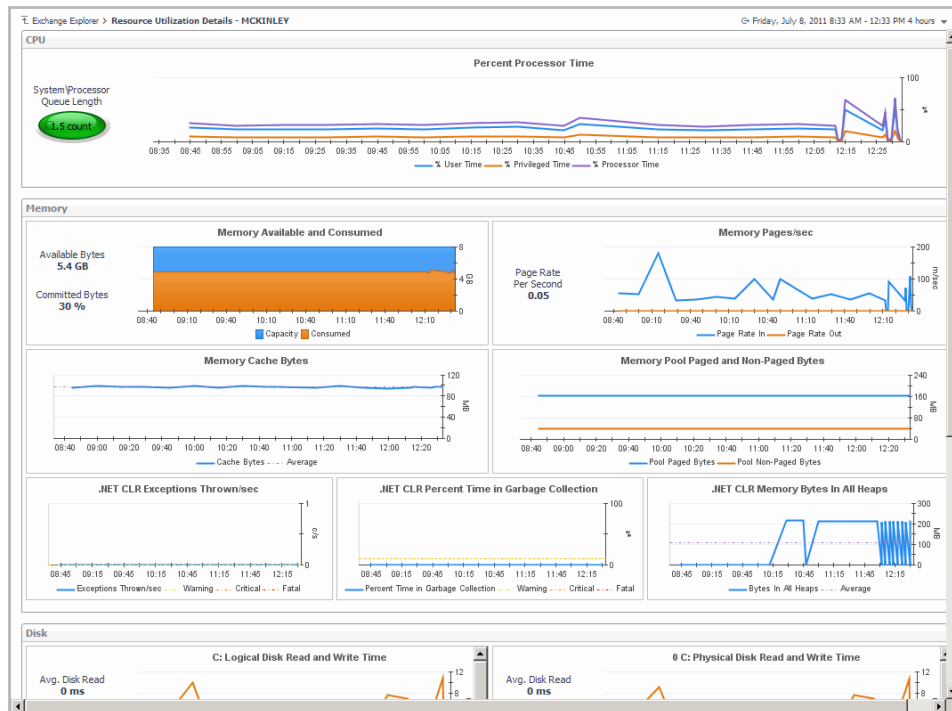 Exchange Explorer > Resource Utilization Details - MCKINLEY
Friday, July 8, 2011 8:33 AM - 12:33 PM 4 hours
CPU
Percent Processor Time
System\Processor
Queue Length
1.5 count
100
%
0
08:35 08:45 08:55 09:05 09:15 09:25 09:35 09:45 09:55 10:05 10:15 10:25 10:35 10:45 10:55 11:05 11:15 11:25 11:35 11:45 11:55 12:05 12:15 12:25
% User Time % Privileged Time % Processor Time
Memory
Memory Available and Consumed
Available Bytes
5.4 GB
Committed Bytes
30 %
8
4
0
GB
08:40 09:10 09:40 10:10 10:40 11:10 11:40 12:10
Capacity Consumed
Memory Pages/sec
Page Rate
Per Second
0.05
200
100
0
m/sec
08:40 09:10 09:40 10:10 10:40 11:10 11:40 12:10
Page Rate In Page Rate Out
Memory Cache Bytes
120
80
40
0
MB
08:40 09:00 09:20 09:40 10:00 10:20 10:40 11:00 11:20 11:40 12:00 12:20
Cache Bytes Average
Memory Pool Paged and Non-Paged Bytes
240
160
80
0
MB
08:40 09:00 09:20 09:40 10:00 10:20 10:40 11:00 11:20 11:40 12:00 12:20
Pool Paged Bytes Pool Non-Paged Bytes
.NET CLR Exceptions Thrown/sec
1
0
c/s
08:45 09:15 09:45 10:15 10:45 11:15 11:45 12:15
Exceptions Thrown/sec Warning Critical Fatal
.NET CLR Percent Time in Garbage Collection
100
%
0
08:45 09:15 09:45 10:15 10:45 11:15 11:45 12:15
Percent Time in Garbage Collection Warning Critical Fatal
.NET CLR Memory Bytes In All Heaps
300
200
100
0
MB
08:45 09:15 09:45 10:15 10:45 11:15 11:45 12:15
Bytes In All Heaps Average
Disk
C: Logical Disk Read and Write Time
Avg. Disk Read
0 ms
12
8
0 C: Physical Disk Read and Write Time
Avg. Disk Read
0 ms
12
8